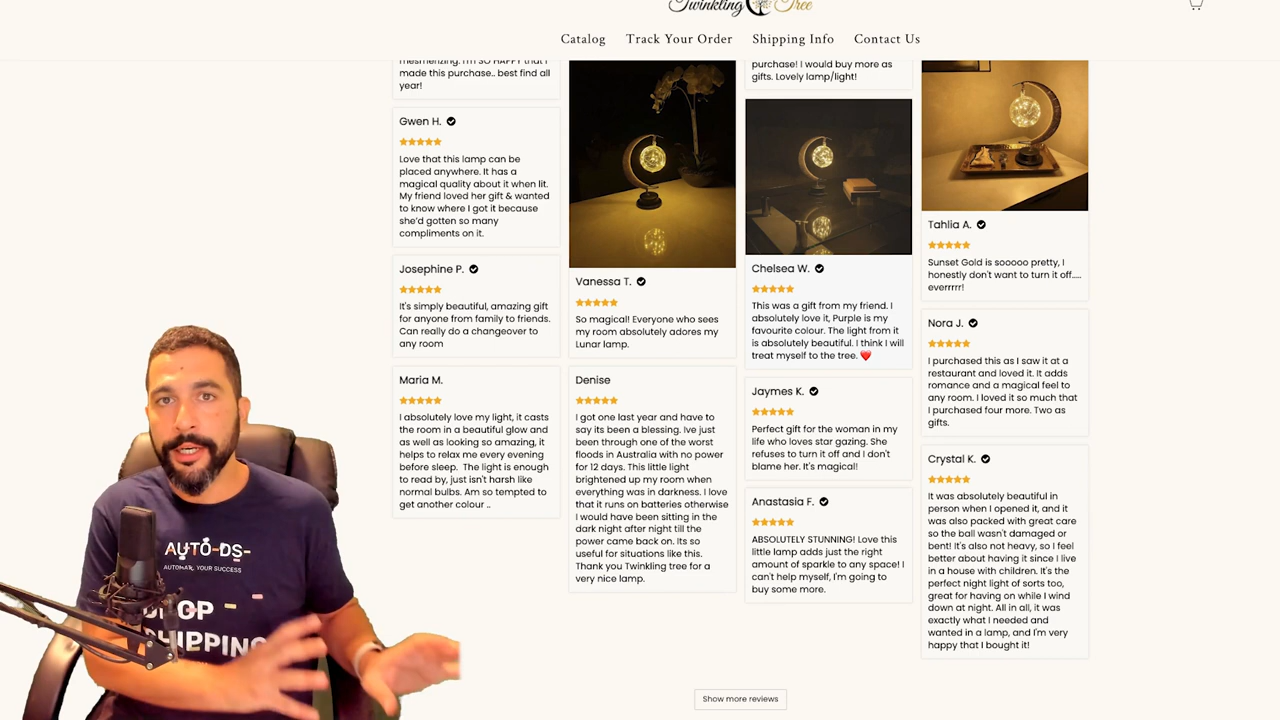 Twinkling Tree
Catalog Track Your Order Shipping Info Contact Us
mesmerizing. I'm SO HAPPY that I
made this purchase.. best find all
year!
Gwen H.
Love that this lamp can be
placed anywhere. It has a
magical quality about it when lit.
My friend loved her gift & wanted
to know where I got it because
she'd gotten so many
compliments on it.
Josephine P.
It's simply beautiful, amazing gift
for anyone from family to friends.
Can really do a changeover to
any room
Maria M.
I absolutely love my light, it casts
the room in a beautiful glow and
as well as looking so amazing, it
helps to relax me every evening
before sleep. The light is enough
to read by, just isn't harsh like
normal bulbs. Am so tempted to
get another colour ..
Vanessa T.
So magical! Everyone who sees
my room absolutely adores my
Lunar lamp.
Denise
I got one last year and have to
say its been a blessing. Ive just
been through one of the worst
floods in Australia with no power
for 12 days. This little light
brightened up my room when
everything was in darkness. I love
that it runs on batteries otherwise
I would have been sitting in the
dark night after night till the
power came back on. Its so
useful for situations like this.
Thank you Twinkling tree for a
very nice lamp.
purchase! I would buy more as
gifts. Lovely lamp/light!
Chelsea W.
This was a gift from my friend. I
absolutely love it, Purple is my
favourite colour. The light from it
is absolutely beautiful. I think I will
treat myself to the tree. ❤️
Jaymes K.
Perfect gift for the woman in my
life who loves star gazing. She
refuses to turn it off and I don't
blame her. It's magical!
Anastasia F.
ABSOLUTELY STUNNING! Love this
little lamp adds just the right
amount of sparkle to any space! I
can't help myself, I'm going to
buy some more.
Tahlia A.
Sunset Gold is sooooo pretty, I
honestly don't want to turn it off.....
everrrrr!
Nora J.
I purchased this as I saw it at a
restaurant and loved it. It adds
romance and a magical feel to
any room. I loved it so much that
I purchased four more. Two as
gifts.
Crystal K.
It was absolutely beautiful in
person when I opened it, and it
was also packed with great care
so the ball wasn't damaged or
bent! It's also not heavy, so I feel
better about having it since I live
in a house with children. It's the
perfect night light of sorts too,
great for having on while I wind
down at night. All in all, it was
exactly what I needed and
wanted in a lamp, and I'm very
happy that I bought it!
Show more reviews
AUTO-DS-
AUTOMATE YOUR SUCCESS
DROP
SHIPPING